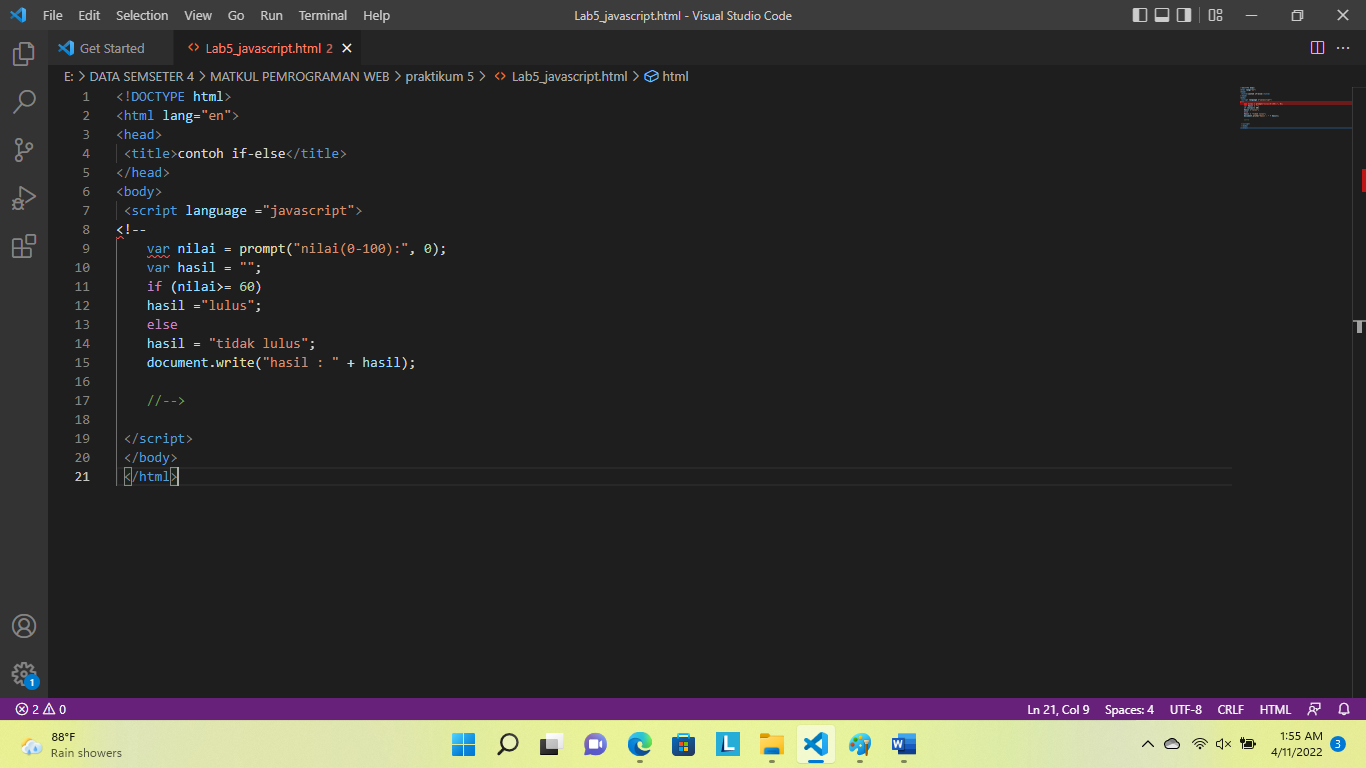 File Edit Selection View Go Run Terminal Help Lab5_javascript.html - Visual Studio Code
Get Started Lab5_javascript.html 2
E: > DATA SEMSETER 4 > MATKUL PEMROGRAMAN WEB > praktikum 5 > Lab5_javascript.html > html
1 <!DOCTYPE html>
2 <html lang="en">
3 <head>
4 <title>contoh if-else</title>
5 </head>
6 <body>
7 <script language ="javascript">
8 <!--
9 var nilai = prompt("nilai(0-100):", 0);
10 var hasil = "";
11 if (nilai>= 60)
12 hasil ="lulus";
13 else
14 hasil = "tidak lulus";
15 document.write("hasil : " + hasil);
16
17 //-->
18
19 </script>
20 </body>
21 </html>
1
2 0 Ln 21, Col 9 Spaces: 4 UTF-8 CRLF HTML
88°F
Rain showers
L
W
1:55 AM
4/11/2022 3